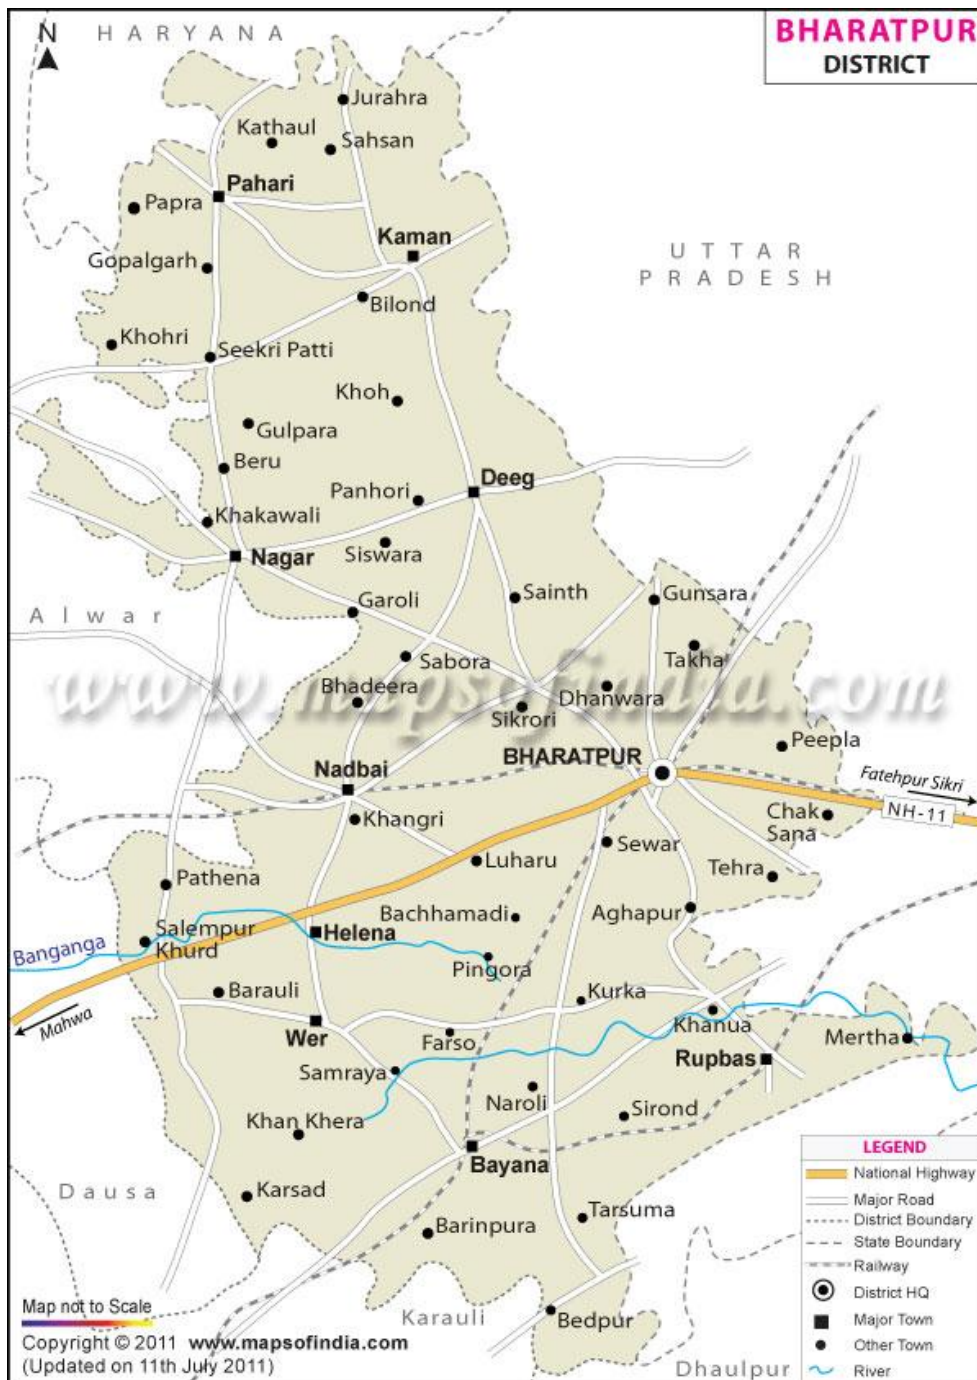 N
HARYANA
BHARATPUR
DISTRICT
Jurahra
Kathaul
Sahsan
Pahari
Papra
Kaman
UTTAR
PRADESH
Gopalgarh
Bilond
Khohri
Seekri Patti
Khoh
Gulpara
Beru
Deeg
Panhori
Khakawali
Nagar
Siswara
Alwar
Garoli
Sainth
Gunsara
Sabora
Takha
www.mapsofindia.com
Bhadeera
Dhanwara
Sikrori
Peepla
BHARATPUR
Nadbai
Fatehpur Sikri
NH-11
Khangri
Chak
Sana
Sewar
Luharu
Tehra
Pathena
Bachhamadi
Aghapur
Salempur
Khurd
Helena
Banganga
Pingora
Barauli
Kurka
Mahwa
Wer
Farso
Khanua
Mertha
Rupbas
Samraya
Naroli
Sirond
Khan Khera
Bayana
Dausa
Karsad
Tarsuma
Barinpura
Karauli
Bedpur
Dhaulpur
LEGEND
National Highway
Major Road
District Boundary
State Boundary
Railway
District HQ
Major Town
Other Town
River
Map not to Scale
Copyright © 2011 www.mapsofindia.com
(Updated on 11th July 2011)